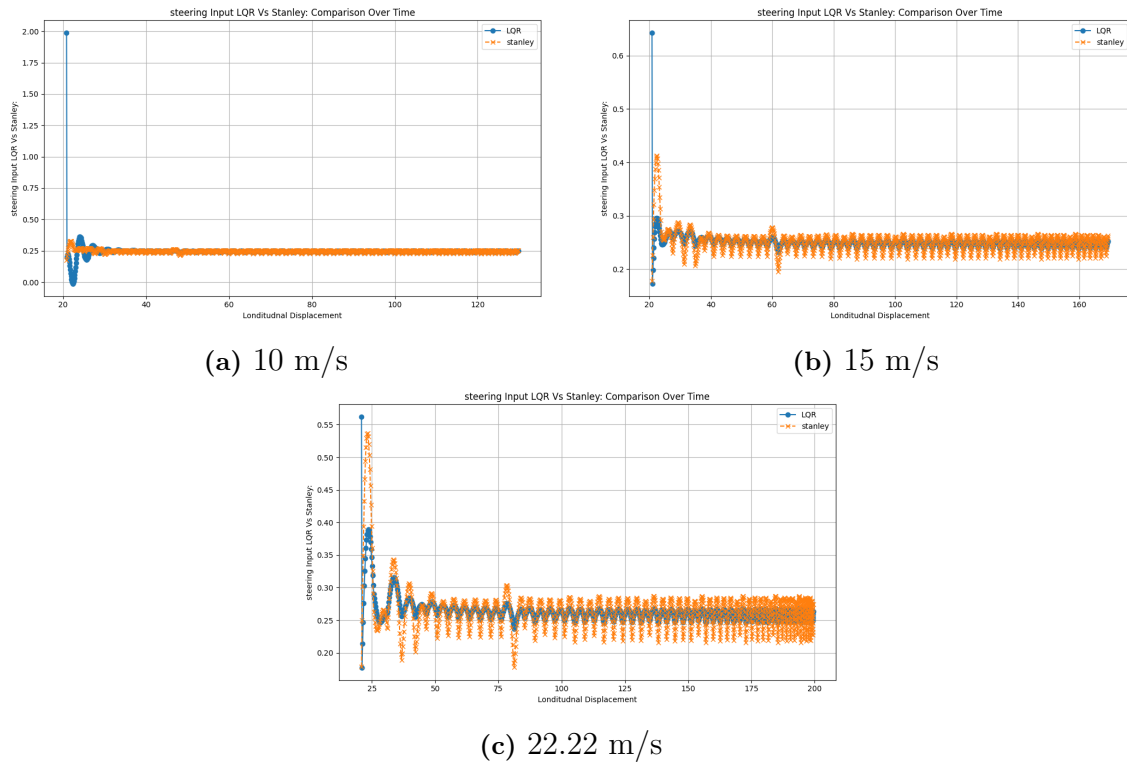 steering Input LQR Vs Stanley: Comparison Over Time
LQR
stanley
2.00
1.75
1.50
1.25
1.00
0.75
0.50
0.25
0.00
steering Input LQR Vs Stanley:
20
40
60
80
100
120
Londitudnal Displacement
(a) 10 m/s
steering Input LQR Vs Stanley: Comparison Over Time
LQR
stanley
0.6
0.5
0.4
0.3
0.2
steering Input LQR Vs Stanley:
20
40
60
80
100
120
140
160
Londitudnal Displacement
(b) 15 m/s
steering Input LQR Vs Stanley: Comparison Over Time
LQR
stanley
0.55
0.50
0.45
0.40
0.35
0.30
0.25
0.20
steering Input LQR Vs Stanley:
25
50
75
100
125
150
175
200
Londitudnal Displacement
(c) 22.22 m/s